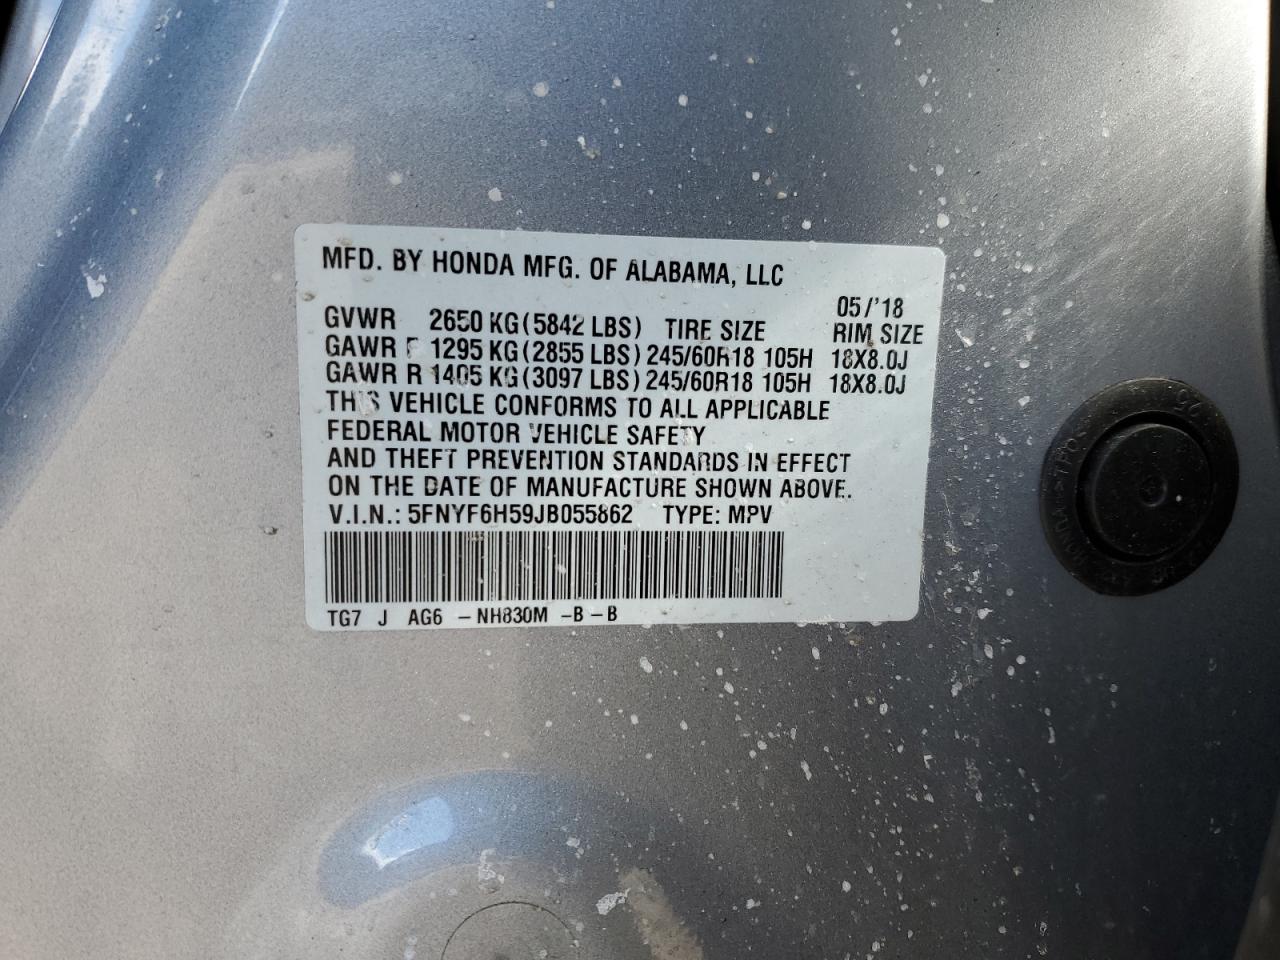 MFD. BY HONDA MFG. OF ALABAMA, LLC
05/'18
GVWR 2650 KG(5842 LBS) TIRE SIZE RIM SIZE
GAWR F 1295 KG(2855 LBS) 245/60R18 105H 18X8.0J
GAWR R 1405 KG(3097 LBS) 245/60R18 105H 18X8.0J
THIS VEHICLE CONFORMS TO ALL APPLICABLE
FEDERAL MOTOR VEHICLE SAFETY
AND THEFT PREVENTION STANDARDS IN EFFECT
ON THE DATE OF MANUFACTURE SHOWN ABOVE.
V.I.N.: 5FNYF6H59JB055862 TYPE: MPV
TG7 J AG6 -NH830M -B-B
25
HONDA >TPO<